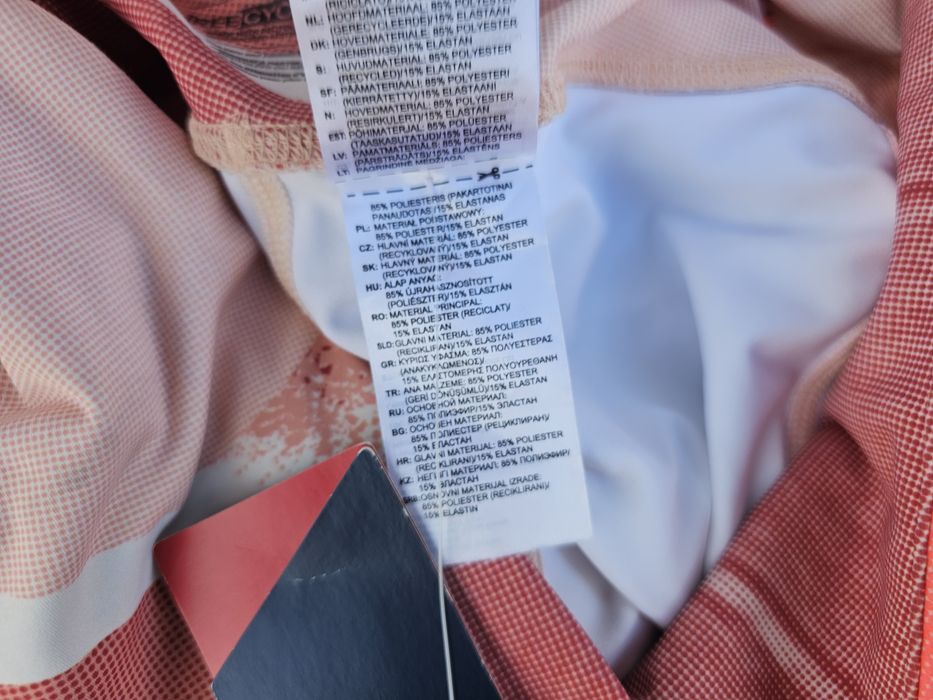 NL:
HOOFDMATERIAAL: 85% POLYESTER
(GERECYCLEERDE)/15% ELASTAN
DK: HOVEDMATERIALE: 85% POLYESTER
(GENBRUGS)/15% ELASTAN
S: HUVUDMATERIAL: 85% POLYESTER
(RECYCLED)/15% ELASTAN
SF: PÄÄMATERIAALI: 85% POLYESTERI
(KIERRÄTETTY)/15% ELASTAANI
N: HOVEDMATERIAL: 85% POLYESTER
(RESIRKULERT)/15% ELASTAN
EST: PÕHIMATERJAL: 85% POLÜESTER
(TAASKASUTATUD)/15% ELASTAAN
LV: PAMATMATERIĀLS: 85% POLIESTERS
(PĀRSTRĀDĀTS)/15% ELASTĒNS
LT: PAGRINDINĖ MEDŽIAGA:
85% POLIESTERIS (PAKARTOTINAI
PANAUDOTAS)/15% ELASTANAS
PL: MATERIAŁ PODSTAWOWY:
85% POLIESTER/15% ELASTAN
CZ: HLAVNÍ MATERIÁL: 85% POLYESTER
(RECYKLOVANÝ)/15% ELASTAN
SK: HLAVNÝ MATERIÁL: 85% POLYESTER
(RECYKLOVANÝ)/15% ELASTAN
HU: ALAP ANYAG:
85% ÚJRAHASZNOSÍTOTT
(POLIÉSZTER)/15% ELASZTÁN
RO: MATERIAL PRINCIPAL:
85% POLIESTER (RECICLAT)/
15% ELASTAN
SLO: GLAVNI MATERIAL: 85% POLIESTER
(RECIKLIRAN)/15% ELASTAN
GR: ΚΥΡΙΩΣ ΥΦΑΣΜΑ: 85% ΠΟΛΥΕΣΤΕΡΑΣ
(ΑΝΑΚΥΚΛΩΜΕΝΟΣ)/
15% ΕΛΑΣΤΟΜΕΡΗΣ ΠΟΛΥΟΥΡΕΘΑΝΗ
TR: ANA MALZEME: 85% POLYESTER
(GERİ DÖNÜŞÜMLÜ)/15% ELASTAN
RU: ОСНОВНОЙ МАТЕРИАЛ:
85% ПОЛИЭФИР/15% ЭЛАСТАН
BG: ОСНОВЕН МАТЕРИАЛ:
85% ПОЛИЕСТЕР (РЕЦИКЛИРАН)/
15% ЕЛАСТАН
HR: GLAVNI MATERIJAL: 85% POLIESTER
(RECIKLIRANI)/15% ELASTAN
KZ: НЕГІЗГІ МАТЕРИАЛ: 85% ПОЛИЭФИР/
15% ЭЛАСТАН
SRB: OSNOVNI MATERIJAL IZRADE:
85% POLIESTER (RECIKLIRANI)/
15% ELASTIN